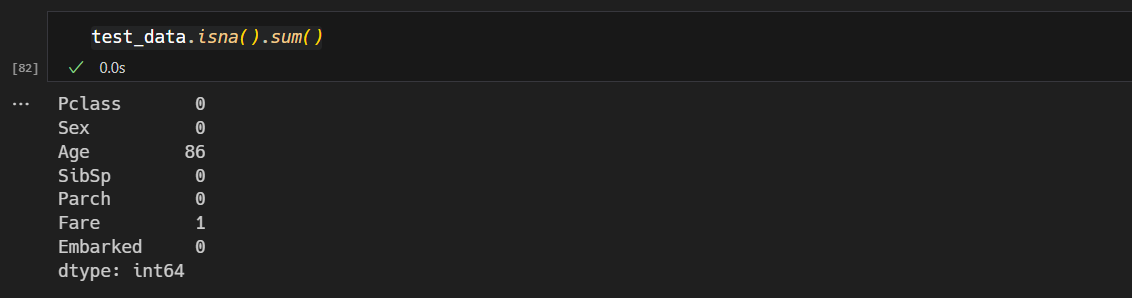 test_data.isna().sum()
[82] ✓ 0.0s
... Pclass 0
Sex 0
Age 86
SibSp 0
Parch 0
Fare 1
Embarked 0
dtype: int64